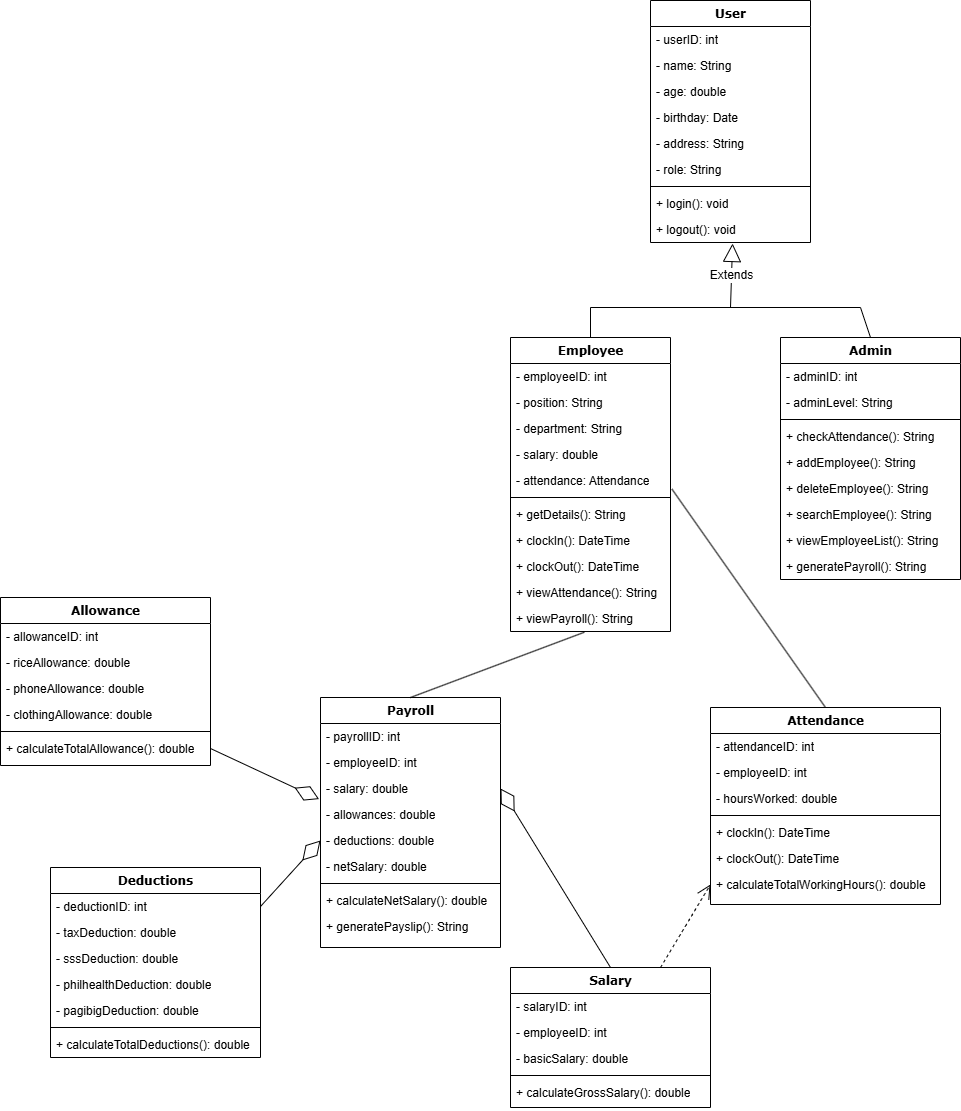 User
- userID: int
- name: String
- age: double
- birthday: Date
- address: String
- role: String
+ login(): void
+ logout(): void
Extends
Employee
- employeeID: int
- position: String
- department: String
- salary: double
- attendance: Attendance
+ getDetails(): String
+ clockIn(): DateTime
+ clockOut(): DateTime
+ viewAttendance(): String
+ viewPayroll(): String
Admin
- adminID: int
- adminLevel: String
+ checkAttendance(): String
+ addEmployee(): String
+ deleteEmployee(): String
+ searchEmployee(): String
+ viewEmployeeList(): String
+ generatePayroll(): String
Allowance
- allowanceID: int
- riceAllowance: double
- phoneAllowance: double
- clothingAllowance: double
+ calculateTotalAllowance(): double
Payroll
- payrollID: int
- employeeID: int
- salary: double
- allowances: double
- deductions: double
- netSalary: double
+ calculateNetSalary(): double
+ generatePayslip(): String
Attendance
- attendanceID: int
- employeeID: int
- hoursWorked: double
+ clockIn(): DateTime
+ clockOut(): DateTime
+ calculateTotalWorkingHours(): double
Deductions
- deductionID: int
- taxDeduction: double
- sssDeduction: double
- philhealthDeduction: double
- pagibigDeduction: double
+ calculateTotalDeductions(): double
Salary
- salaryID: int
- employeeID: int
- basicSalary: double
+ calculateGrossSalary(): double